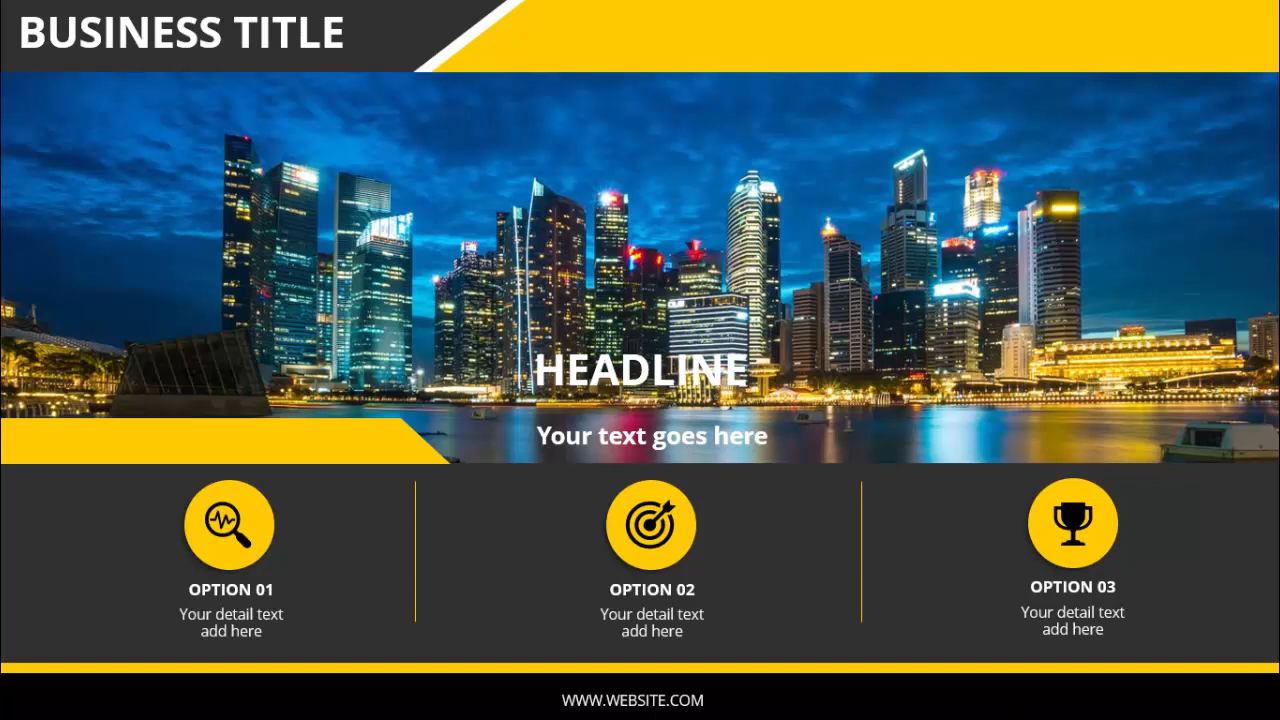 BUSINESS TITLE
HEADLINE
Your text goes here
OPTION 01
Your detail text
add here
OPTION 02
Your detail text
add here
OPTION 03
Your detail text
add here
WWW.WEBSITE.COM